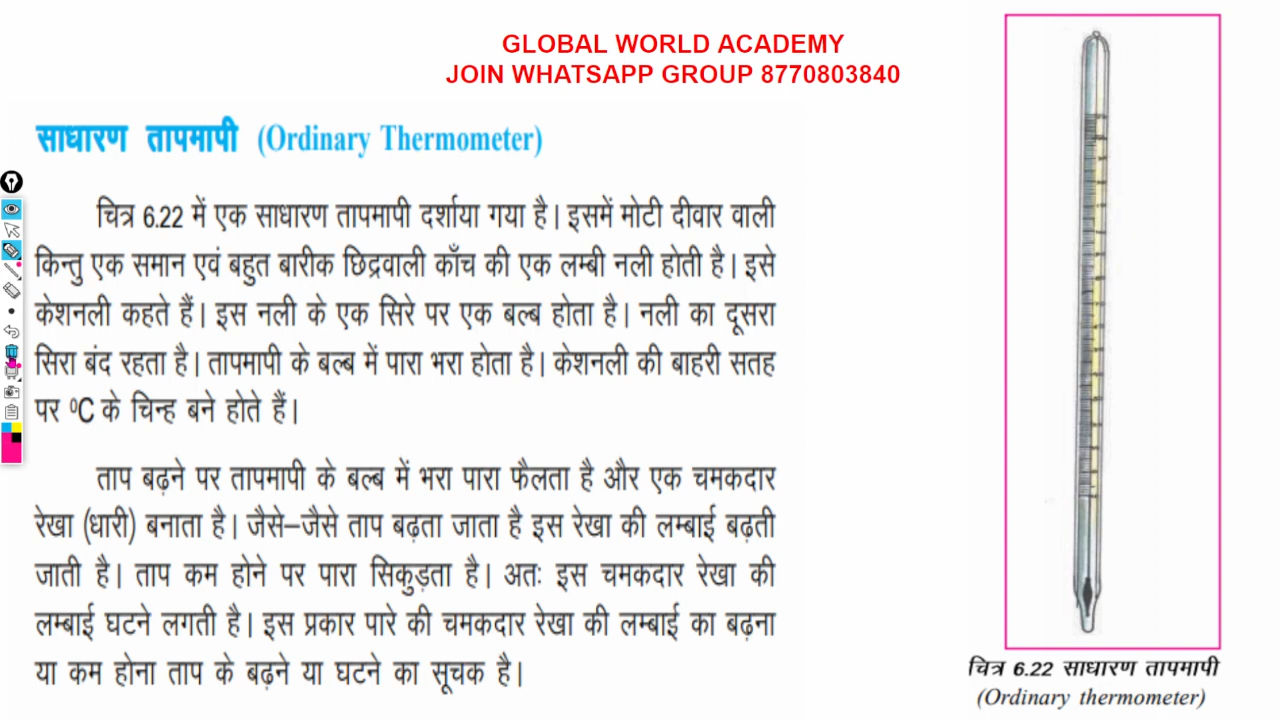 GLOBAL WORLD ACADEMY
JOIN WHATSAPP GROUP 8770803840
साधारण तापमापी (Ordinary Thermometer)
चित्र 6.22 में एक साधारण तापमापी दर्शाया गया है। इसमें मोटी दीवार वाली
किन्तु एक समान एवं बहुत बारीक छिद्रवाली काँच की एक लम्बी नली होती है। इसे
केशनली कहते हैं। इस नली के एक सिरे पर एक बल्ब होता है। नली का दूसरा
सिरा बंद रहता है। तापमापी के बल्ब में पारा भरा होता है। केशनली की बाहरी सतह
पर ⁰C के चिन्ह बने होते हैं।
ताप बढ़ने पर तापमापी के बल्ब में भरा पारा फैलता है और एक चमकदार
रेखा (धारी) बनाता है। जैसे–जैसे ताप बढ़ता जाता है इस रेखा की लम्बाई बढ़ती
जाती है। ताप कम होने पर पारा सिकुड़ता है। अतः इस चमकदार रेखा की
लम्बाई घटने लगती है। इस प्रकार पारे की चमकदार रेखा की लम्बाई का बढ़ना
या कम होना ताप के बढ़ने या घटने का सूचक है।
चित्र 6.22 साधारण तापमापी
(Ordinary thermometer)